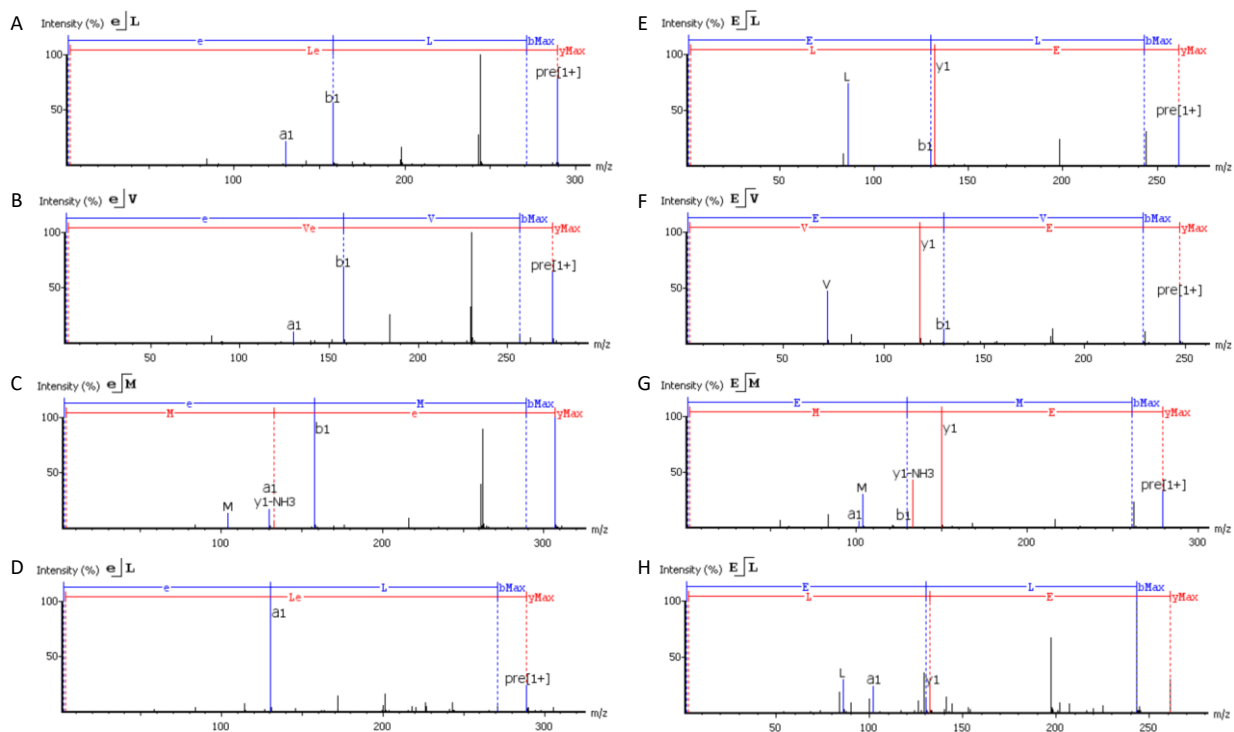 A Intensity (%) e L
e L bMax
Le yMax
100
50
a1 b1 pre[1+]
100 200 300 m/z
B Intensity (%) e V
e V bMax
Ve yMax
100
50
a1 b1 pre[1+]
50 100 150 200 250 m/z
C Intensity (%) e M
e M bMax
M e yMax
100
50
b1
a1
M y1-NH3
100 200 300 m/z
D Intensity (%) e L
e L bMax
Le yMax
100
50
a1
pre[1+]
100 200 300 m/z
E Intensity (%) E L
E L bMax
L E yMax
100
50
L b1 y1 pre[1+]
50 100 150 200 250 m/z
F Intensity (%) E V
E V bMax
V E yMax
100
50
V y1 b1 pre[1+]
50 100 150 200 250 m/z
G Intensity (%) E M
E M bMax
M E yMax
100
50
y1
y1-NH3
a1 M b1 pre[1+]
100 200 300 m/z
H Intensity (%) E L
E L bMax
L E yMax
100
50
L a1 y1
50 100 150 200 250 m/z